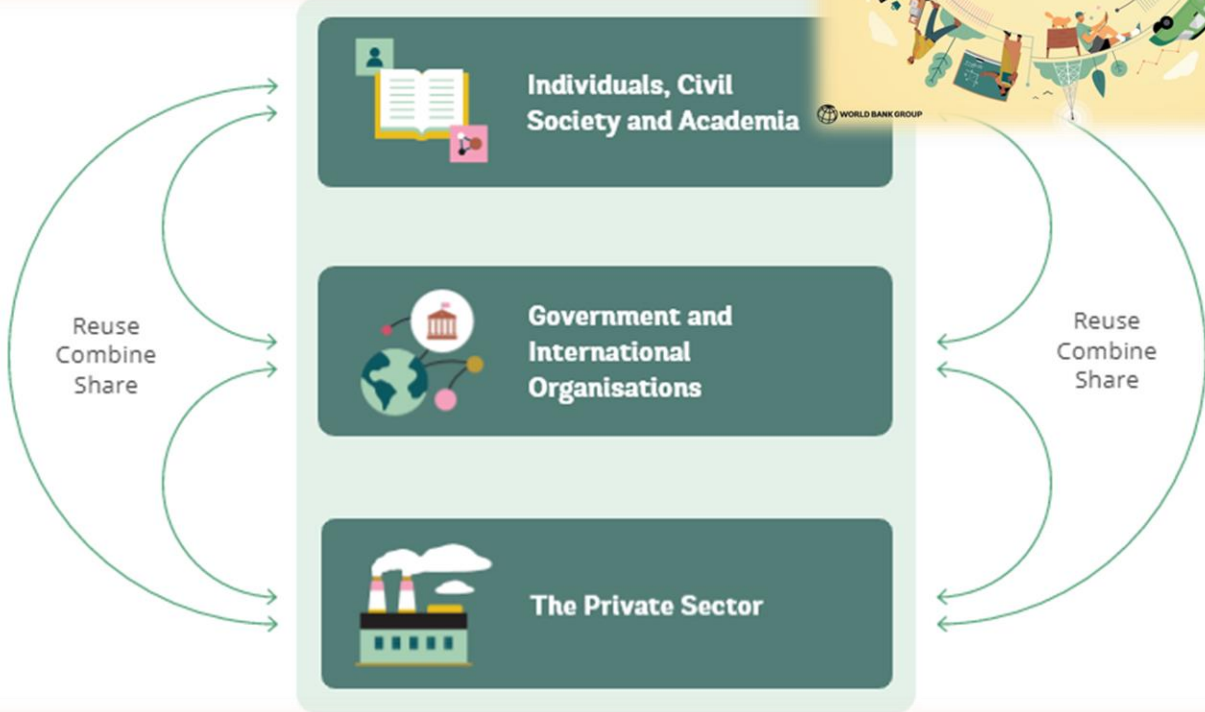 Individuals, Civil
Society and Academia
WORLD BANK GROUP
Reuse
Combine
Share
Government and
International
Organisations
Reuse
Combine
Share
The Private Sector